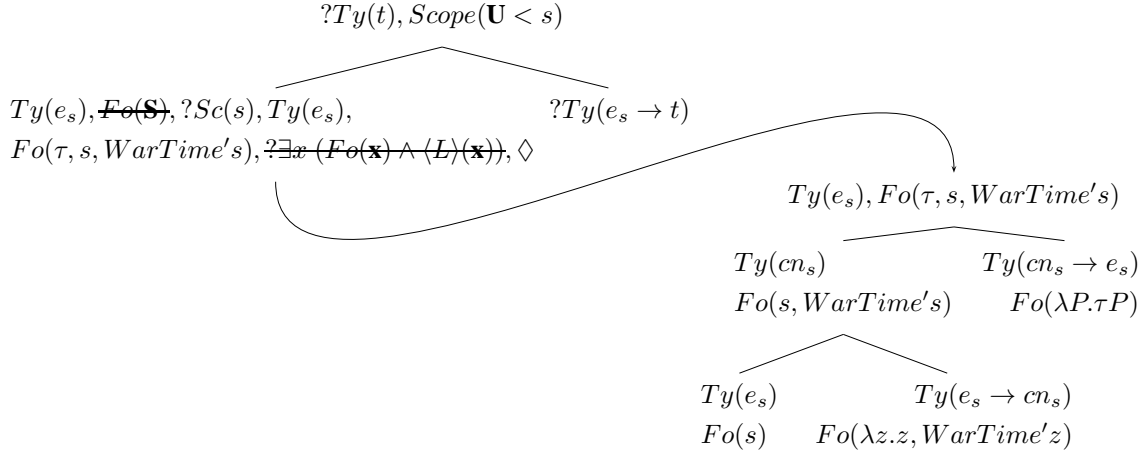 ?Ty(t), Scope(U < s)
Ty(e_s), Fo(S), ?Sc(s), Ty(e_s), ?Ty(e_s → t)
Fo(τ, s, WarTime′s), ?∃x (Fo(x) ∧ ⟨L⟩(x)), ◊
Ty(e_s), Fo(τ, s, WarTime′s)
Ty(cn_s) Ty(cn_s → e_s)
Fo(s, WarTime′s) Fo(λP.τP)
Ty(e_s) Ty(e_s → cn_s)
Fo(s) Fo(λz.z, WarTime′z)